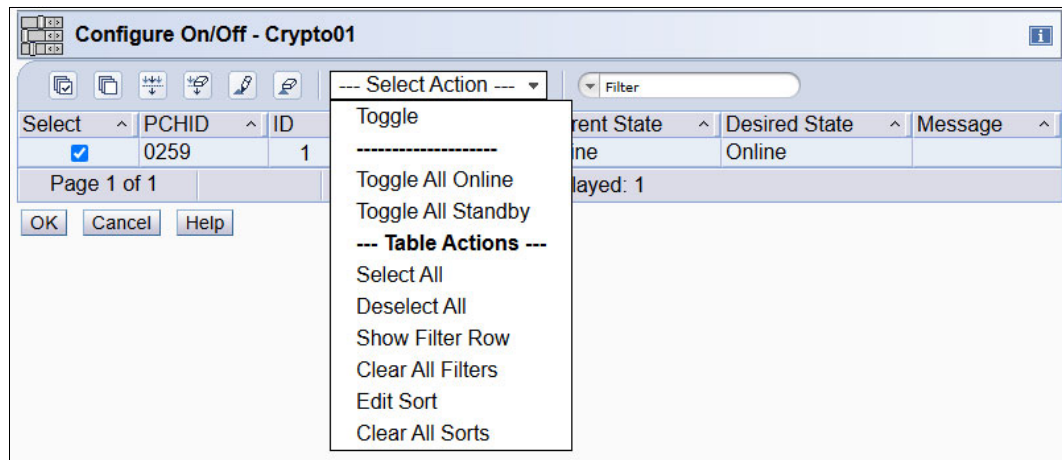 Configure On/Off - Crypto01
--- Select Action --- Filter
Select PCHID ID rent State Desired State Message
0259 1 ine Online
Page 1 of 1 layed: 1
OK Cancel Help
Toggle
--------------------
Toggle All Online
Toggle All Standby
--- Table Actions ---
Select All
Deselect All
Show Filter Row
Clear All Filters
Edit Sort
Clear All Sorts